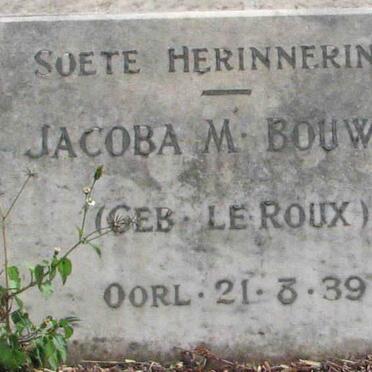 SOETE HERINNERIN
JACOBA M. BOUW
(GEB. LE ROUX)
OORL. 21.8.39